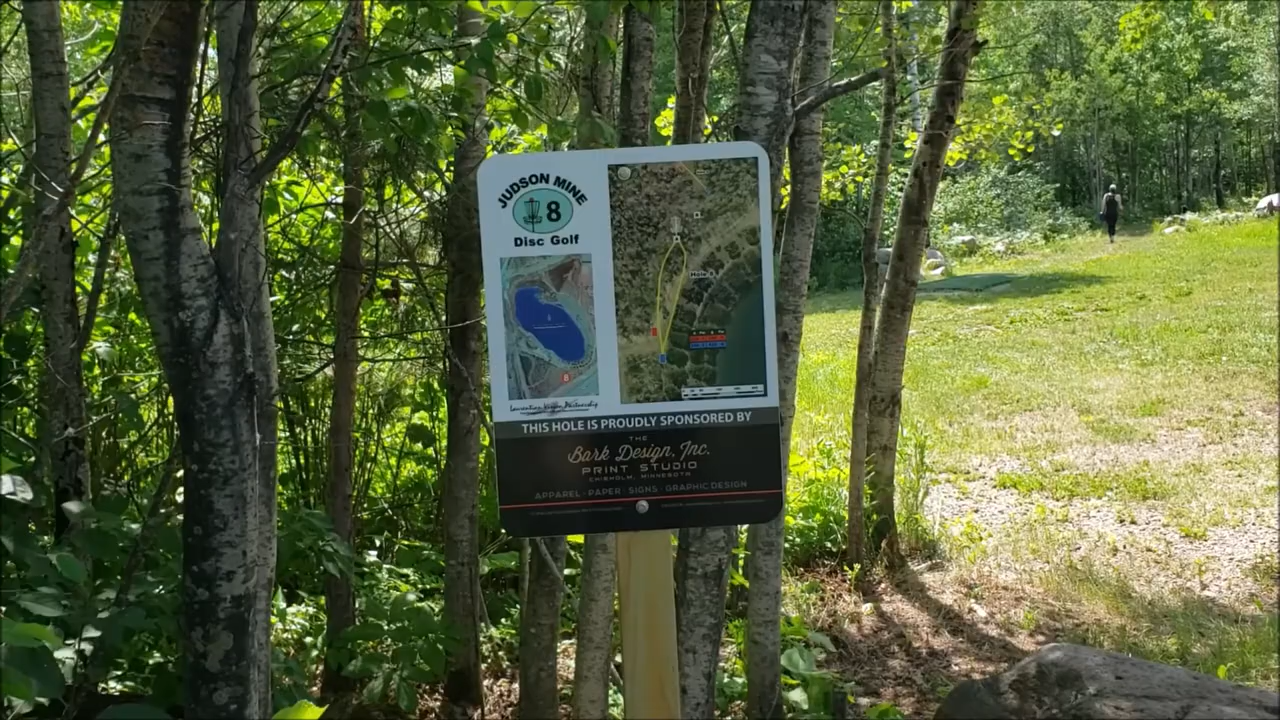 JUDSON MINE
8
Disc Golf
Hole 8
8
Laurentian Vision Partnership
THIS HOLE IS PROUDLY SPONSORED BY
THE
Bark Design, Inc.
PRINT STUDIO
CHISHOLM, MINNESOTA
APPAREL · PAPER · SIGNS · GRAPHIC DESIGN